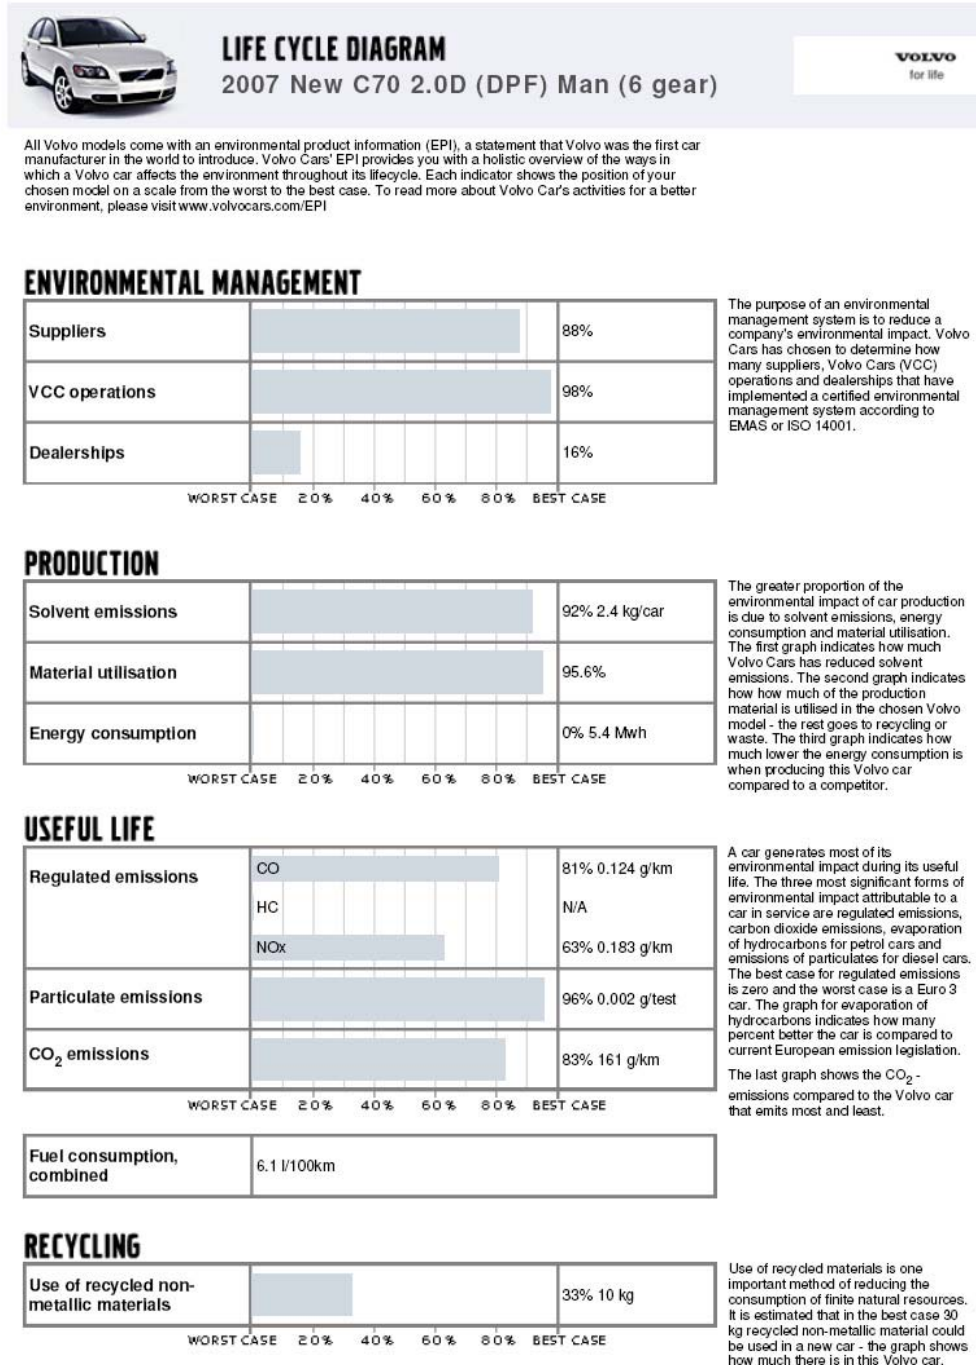 LIFE CYCLE DIAGRAM
2007 New C70 2.0D (DPF) Man (6 gear)
VOLVO
for life
All Volvo models come with an environmental product information (EPI), a statement that Volvo was the first car
manufacturer in the world to introduce. Volvo Cars' EPI provides you with a holistic overview of the ways in
which a Volvo car affects the environment throughout its lifecycle. Each indicator shows the position of your
chosen model on a scale from the worst to the best case. To read more about Volvo Car's activities for a better
environment, please visit www.volvocars.com/EPI
ENVIRONMENTAL MANAGEMENT
Suppliers 88%
VCC operations 98%
Dealerships 16%
WORST CASE 20% 40% 60% 80% BEST CASE
The purpose of an environmental
management system is to reduce a
company's environmental impact. Volvo
Cars has chosen to determine how
many suppliers, Volvo Cars (VCC)
operations and dealerships that have
implemented a certified environmental
management system according to
EMAS or ISO 14001.
PRODUCTION
Solvent emissions 92% 2.4 kg/car
Material utilisation 95.6%
Energy consumption 0% 5.4 Mwh
WORST CASE 20% 40% 60% 80% BEST CASE
The greater proportion of the
environmental impact of car production
is due to solvent emissions, energy
consumption and material utilisation.
The first graph indicates how much
Volvo Cars has reduced solvent
emissions. The second graph indicates
how how much of the production
material is utilised in the chosen Volvo
model - the rest goes to recycling or
waste. The third graph indicates how
much lower the energy consumption is
when producing this Volvo car
compared to a competitor.
USEFUL LIFE
Regulated emissions CO 81% 0.124 g/km
HC N/A
NOx 63% 0.183 g/km
Particulate emissions 96% 0.002 g/test
CO2 emissions 83% 161 g/km
WORST CASE 20% 40% 60% 80% BEST CASE
A car generates most of its
environmental impact during its useful
life. The three most significant forms of
environmental impact attributable to a
car in service are regulated emissions,
carbon dioxide emissions, evaporation
of hydrocarbons for petrol cars and
emissions of particulates for diesel cars.
The best case for regulated emissions
is zero and the worst case is a Euro 3
car. The graph for evaporation of
hydrocarbons indicates how many
percent better the car is compared to
current European emission legislation.
The last graph shows the CO2 -
emissions compared to the Volvo car
that emits most and least.
Fuel consumption,
combined
6.1 l/100km
RECYCLING
Use of recycled non-
metallic materials
33% 10 kg
WORST CASE 20% 40% 60% 80% BEST CASE
Use of recycled materials is one
important method of reducing the
consumption of finite natural resources.
It is estimated that in the best case 30
kg recycled non-metallic material could
be used in a new car - the graph shows
how much there is in this Volvo car.